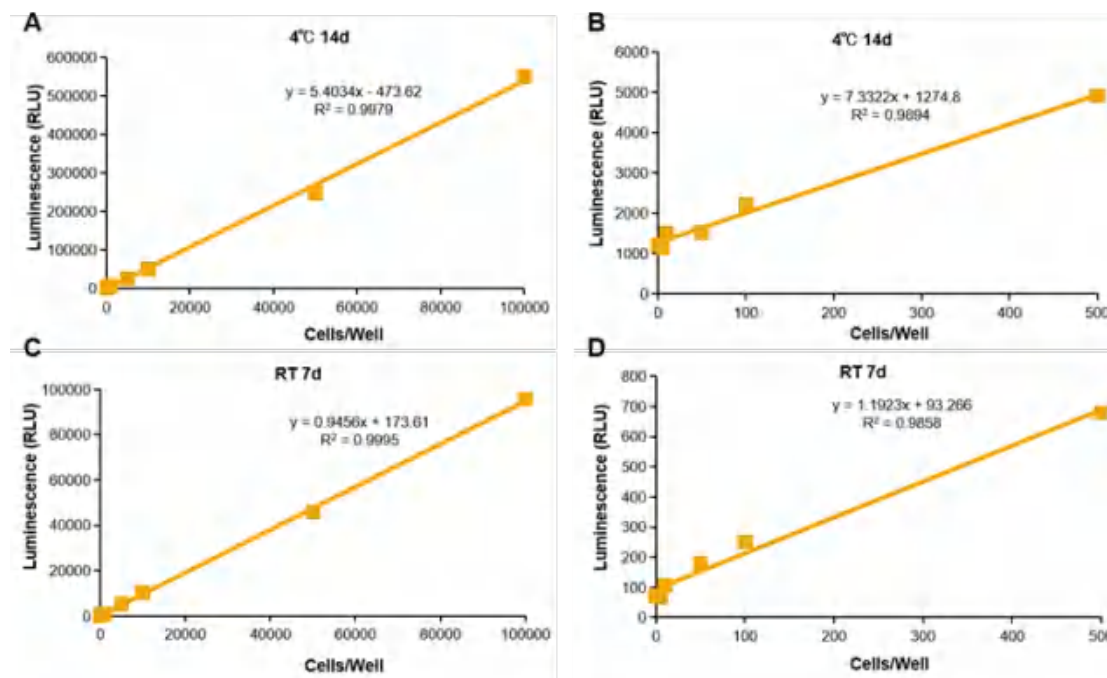 A
4℃ 14d
y = 5.4034x - 473.62
R² = 0.9979
Luminescence (RLU)
600000
500000
400000
300000
200000
100000
0
0 20000 40000 60000 80000 100000
Cells/Well
B
4℃ 14d
y = 7.3322x + 1274.8
R² = 0.9894
Luminescence (RLU)
6000
5000
4000
3000
2000
1000
0
0 100 200 300 400 500
Cells/Well
C
RT 7d
y = 0.9456x + 173.61
R² = 0.9995
Luminescence (RLU)
100000
80000
60000
40000
20000
0
0 20000 40000 60000 80000 100000
Cells/Well
D
RT 7d
y = 1.1923x + 93.266
R² = 0.9858
Luminescence (RLU)
800
700
600
500
400
300
200
100
0
0 100 200 300 400 500
Cells/Well